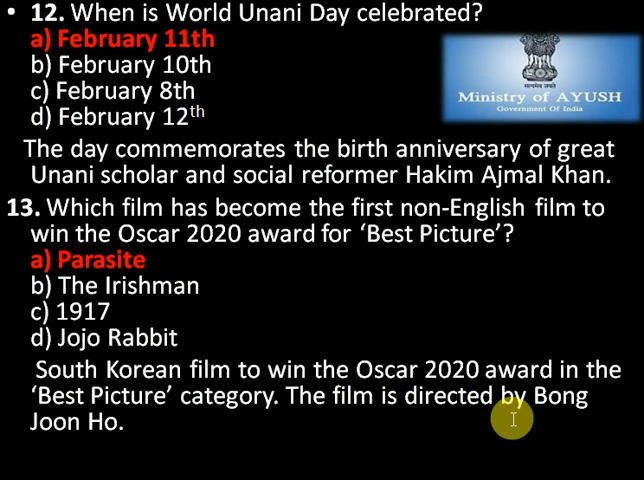 • 12. When is World Unani Day celebrated?
a) February 11th
b) February 10th
c) February 8th
d) February 12th
सत्यमेव जयते
Ministry of AYUSH
Government Of India
The day commemorates the birth anniversary of great
Unani scholar and social reformer Hakim Ajmal Khan.
13. Which film has become the first non-English film to
win the Oscar 2020 award for ‘Best Picture’?
a) Parasite
b) The Irishman
c) 1917
d) Jojo Rabbit
South Korean film to win the Oscar 2020 award in the
‘Best Picture’ category. The film is directed by Bong
Joon Ho.